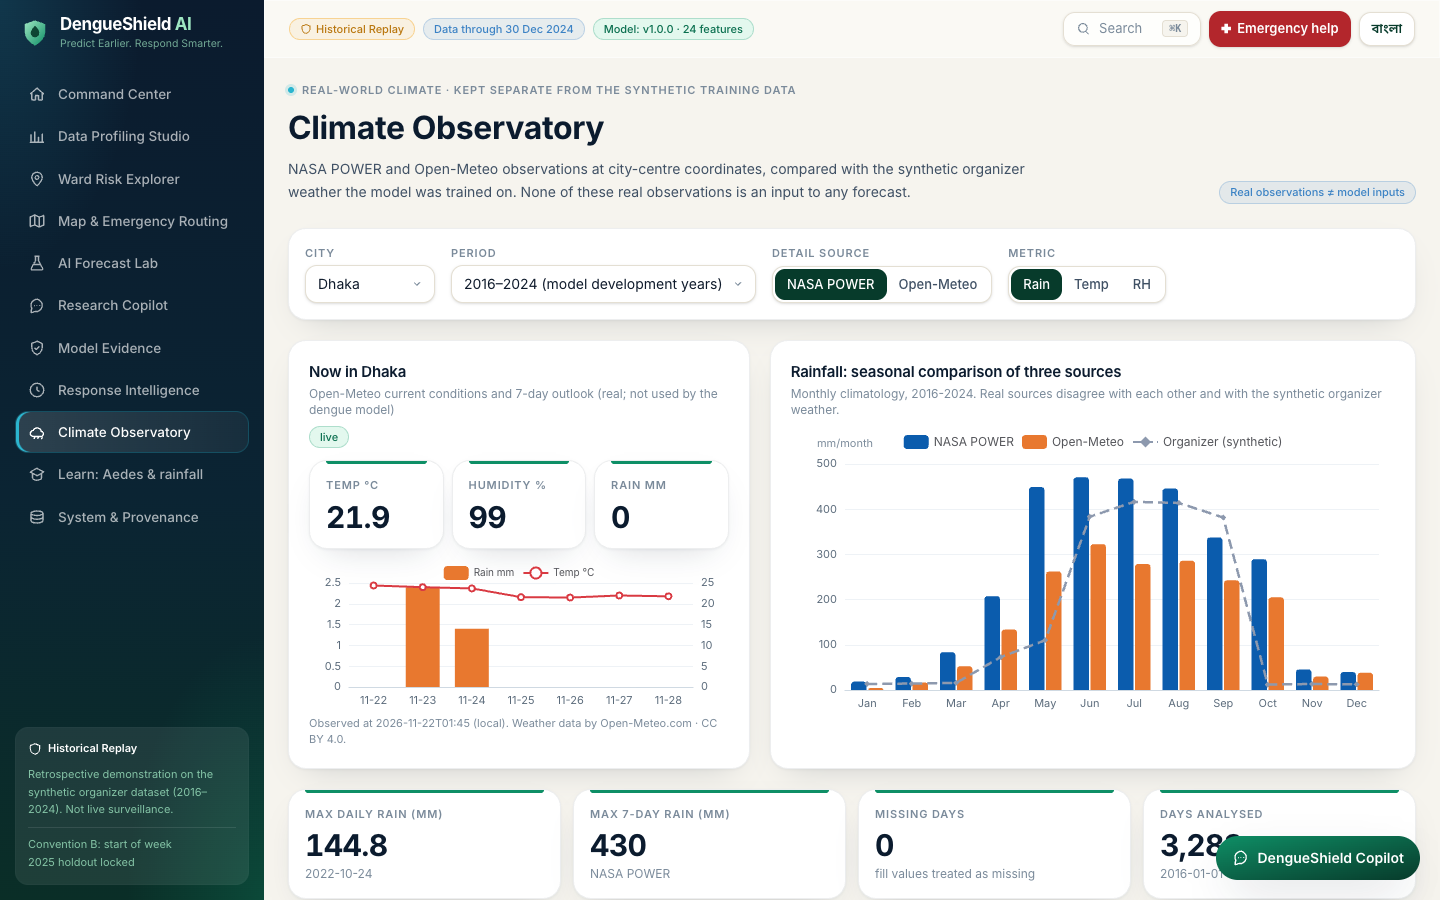 DengueShield AI
Predict Earlier. Respond Smarter.
Command Center
Data Profiling Studio
Ward Risk Explorer
Map & Emergency Routing
AI Forecast Lab
Research Copilot
Model Evidence
Response Intelligence
Climate Observatory
Learn: Aedes & rainfall
System & Provenance
Historical Replay
Retrospective demonstration on the
synthetic organizer dataset (2016–
2024). Not live surveillance.
Convention B: start of week
2025 holdout locked
Historical Replay
Data through 30 Dec 2024
Model: v1.0.0 · 24 features
Search ⌘K
Emergency help
বাংলা
REAL-WORLD CLIMATE · KEPT SEPARATE FROM THE SYNTHETIC TRAINING DATA
Climate Observatory
NASA POWER and Open-Meteo observations at city-centre coordinates, compared with the synthetic organizer
weather the model was trained on. None of these real observations is an input to any forecast.
Real observations ≠ model inputs
CITY
Dhaka
PERIOD
2016–2024 (model development years)
DETAIL SOURCE
NASA POWER Open-Meteo
METRIC
Rain Temp RH
Now in Dhaka
Open-Meteo current conditions and 7-day outlook (real; not used by the
dengue model)
live
TEMP °C
21.9
HUMIDITY %
99
RAIN MM
0
Rain mm Temp °C
2.5 25
2 20
1.5 15
1 10
0.5 5
0 0
11-22 11-23 11-24 11-25 11-26 11-27 11-28
Observed at 2026-11-22T01:45 (local). Weather data by Open-Meteo.com · CC
BY 4.0.
Rainfall: seasonal comparison of three sources
Monthly climatology, 2016-2024. Real sources disagree with each other and with the synthetic organizer
weather.
mm/month NASA POWER Open-Meteo Organizer (synthetic)
500
400
300
200
100
0
Jan Feb Mar Apr May Jun Jul Aug Sep Oct Nov Dec
MAX DAILY RAIN (MM)
144.8
2022-10-24
MAX 7-DAY RAIN (MM)
430
NASA POWER
MISSING DAYS
0
fill values treated as missing
DAYS ANALYSED
3,28
2016-01-01
DengueShield Copilot